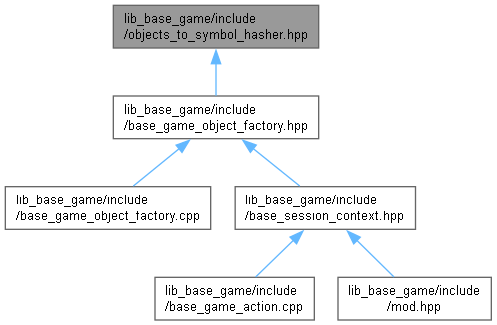 lib_base_game/include
/objects_to_symbol_hasher.hpp
lib_base_game/include
/base_game_object_factory.hpp
lib_base_game/include
/base_game_object_factory.cpp
lib_base_game/include
/base_session_context.hpp
lib_base_game/include
/base_game_action.cpp
lib_base_game/include
/mod.hpp